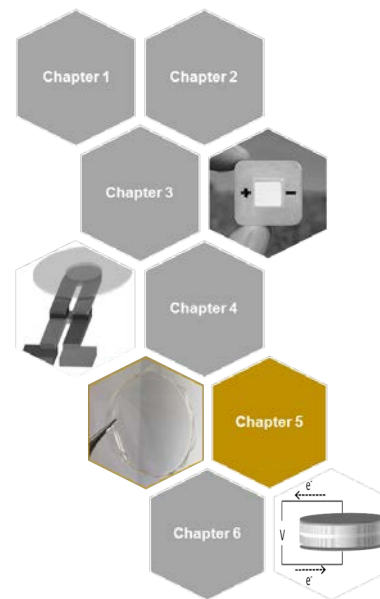 Chapter 1
Chapter 2
Chapter 3
+ −
Chapter 4
Chapter 5
Chapter 6
e-
V
e-